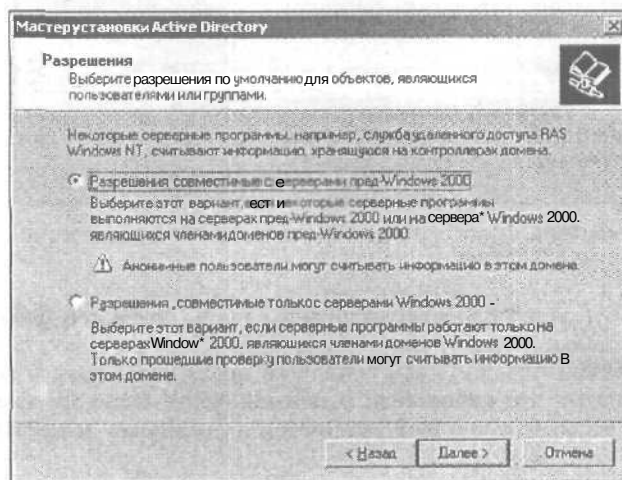 Мастер установки Active Directory
Разрешения
Выберите разрешения по умолчанию для объектов, являющихся
пользователями или группами.
Некоторые серверные программы, например, служба удаленного доступа RAS
Windows NT, считывают информацию, хранящуюся на контроллерах домена.
Разрешения совместимые с серверами пред-Windows 2000
Выберите этот вариант, если некоторые серверные программы
выполняются на серверах пред-Windows 2000 или на сервера* Windows 2000.
являющихся членами доменов пред-Windows 2000
Анонимные пользователи могут считывать информацию в этом домене.
Разрешения, совместимые только с серверами Windows 2000 -
Выберите этот вариант, если серверные программы работают только на
серверах Window* 2000, являющихся членами доменов Windows 2000.
Только прошедшие проверку пользователи могут считывать информацию В
этом домене.
< Назад
Далее >
Отмена